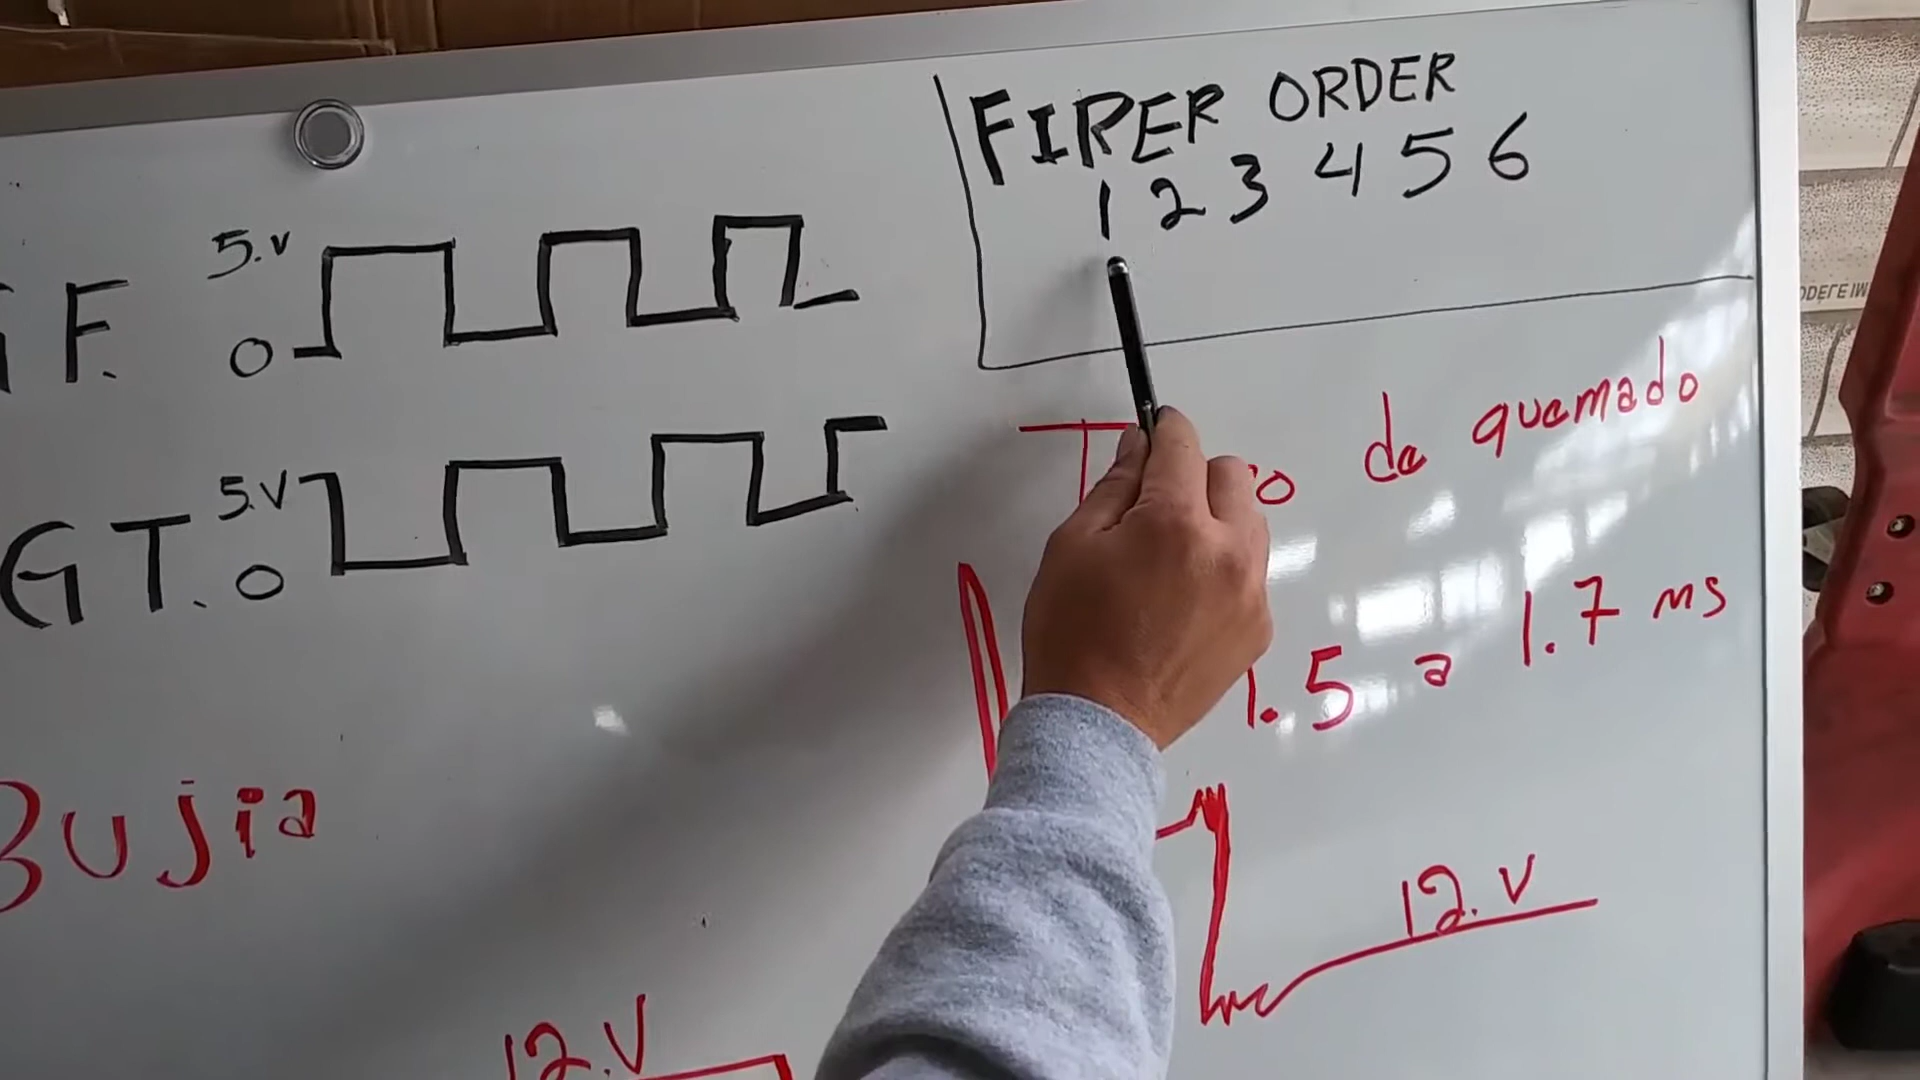 FIRER ORDER
1 2 3 4 5 6
5.V
F.
0
de quemado
5.V
GT.
0
1.5 a 1.7 ms
Bujia
12.V
12.V